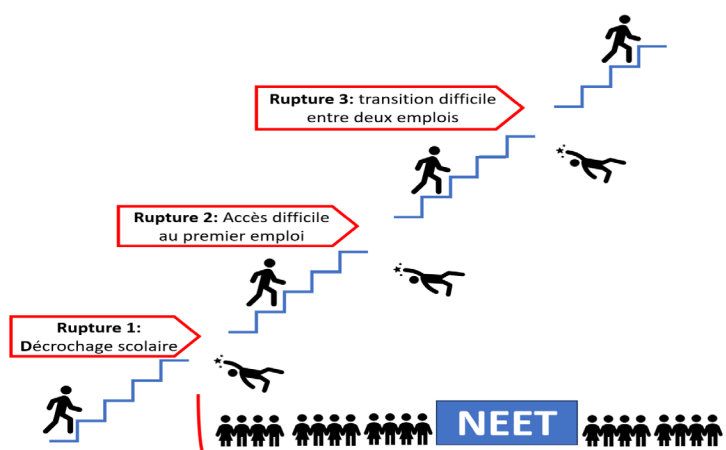 Rupture 3: transition difficile
entre deux emplois
Rupture 2: Accès difficile
au premier emploi
Rupture 1:
Décrochage scolaire
NEET